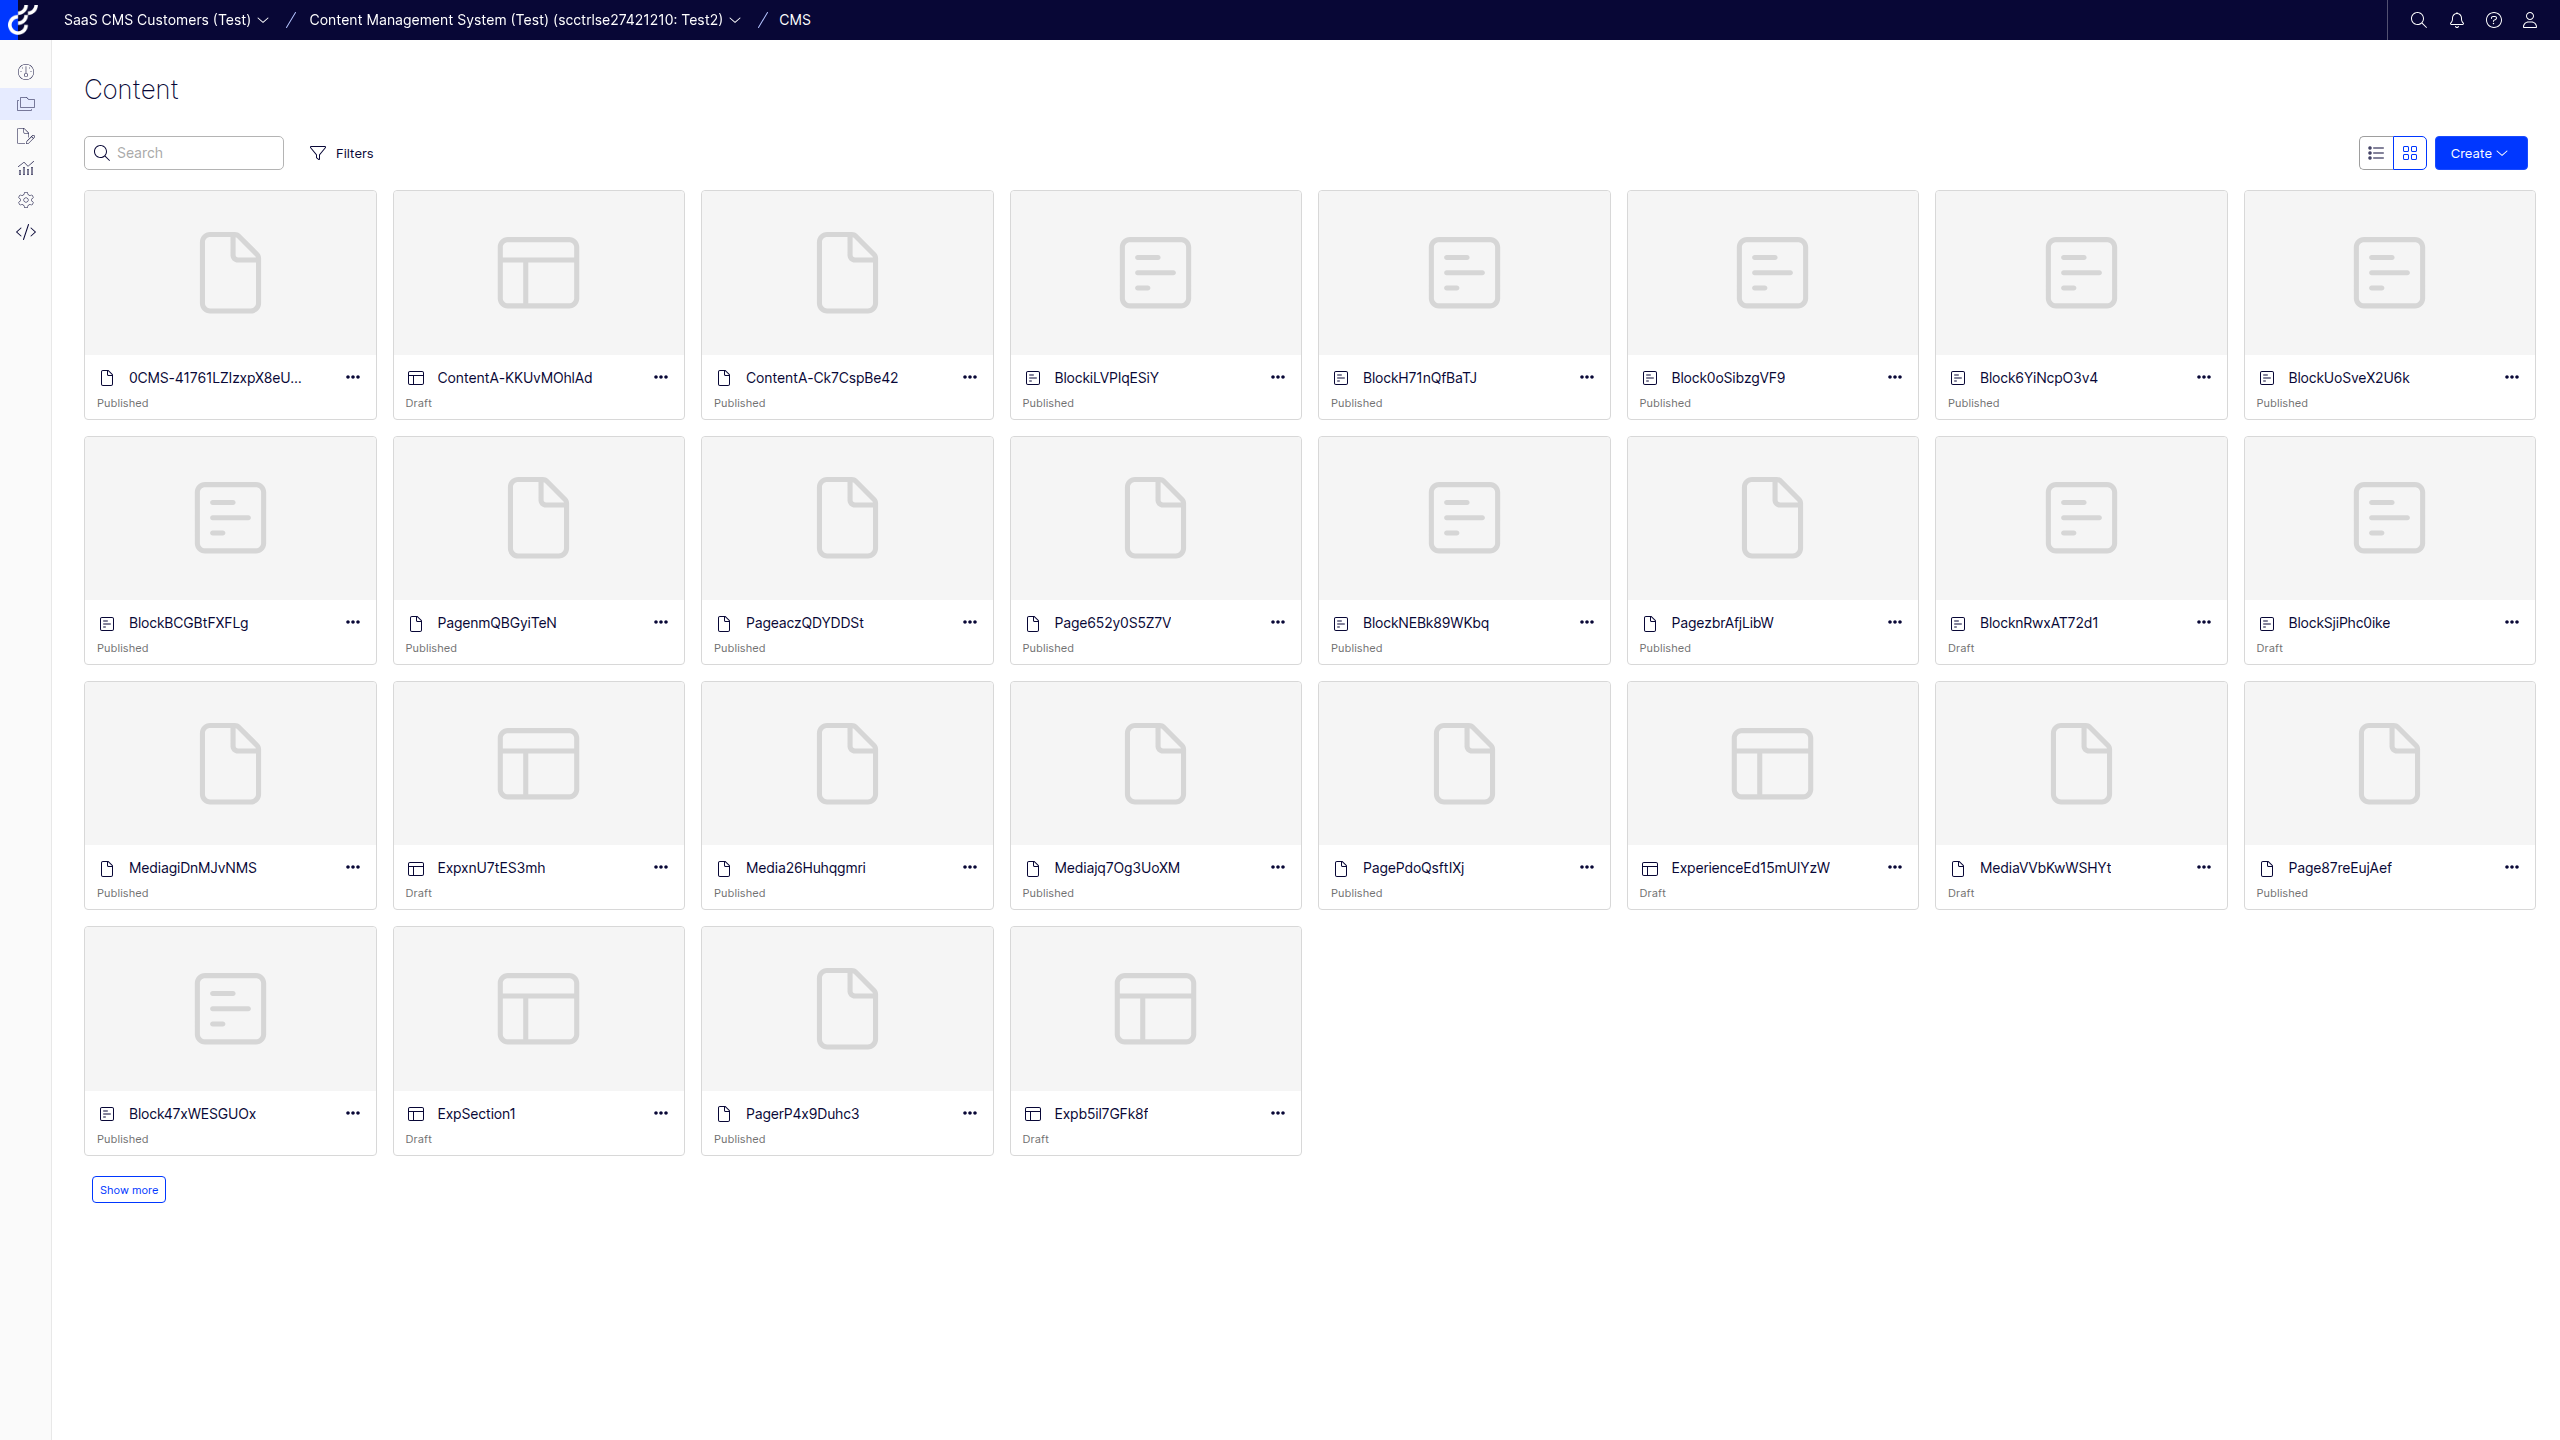 SaaS CMS Customers (Test) / Content Management System (Test) (scctrlse27421210: Test2) / CMS
Content
Search Filters Create
0CMS-41761LZIzxpX8eU... ContentA-KKUvMOhlAd ContentA-Ck7CspBe42 BlockiLVPlqESiY BlockH71nQfBaTJ Block0oSibzgVF9 Block6YiNcpO3v4 BlockUoSveX2U6k
Published Draft Published Published Published Published Published Published
BlockBCGBtFXFLg PagenmQBGyiTeN PageaczQDYDDSt Page652y0S5Z7V BlockNEBk89WKbq PagezbrAfjLibW BlocknRwxAT72d1 BlockSjiPhc0ike
Published Published Published Published Published Published Draft Draft
MediagiDnMJvNMS ExpxnU7tES3mh Media26Huhqgmri Mediajq7Og3UoXM PagePdoQsftlXj ExperienceEd15mUIYzW MediaVVbKwWSHYt Page87reEujAef
Published Draft Published Published Published Draft Draft Published
Block47xWESGUOx ExpSection1 PagerP4x9Duhc3 Expb5il7GFk8f
Published Draft Published Draft
Show more